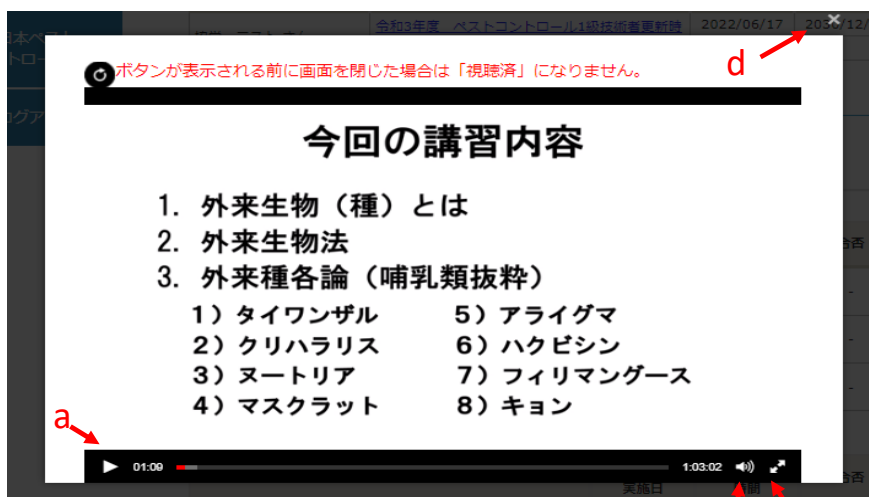 令和3年度 ペストコントロール1級技術者更新時
2022/06/17
d
ボタンが表示される前に画面を閉じた場合は「視聴済」になりません。
今回の講習内容
1. 外来生物（種）とは
2. 外来生物法
3. 外来種各論（哺乳類抜粋）
1）タイワンザル 5）アライグマ
2）クリハラリス 6）ハクビシン
3）ヌートリア 7）フィリマングース
4）マスクラット 8）キョン
a
01:09 1:03:02
実施日